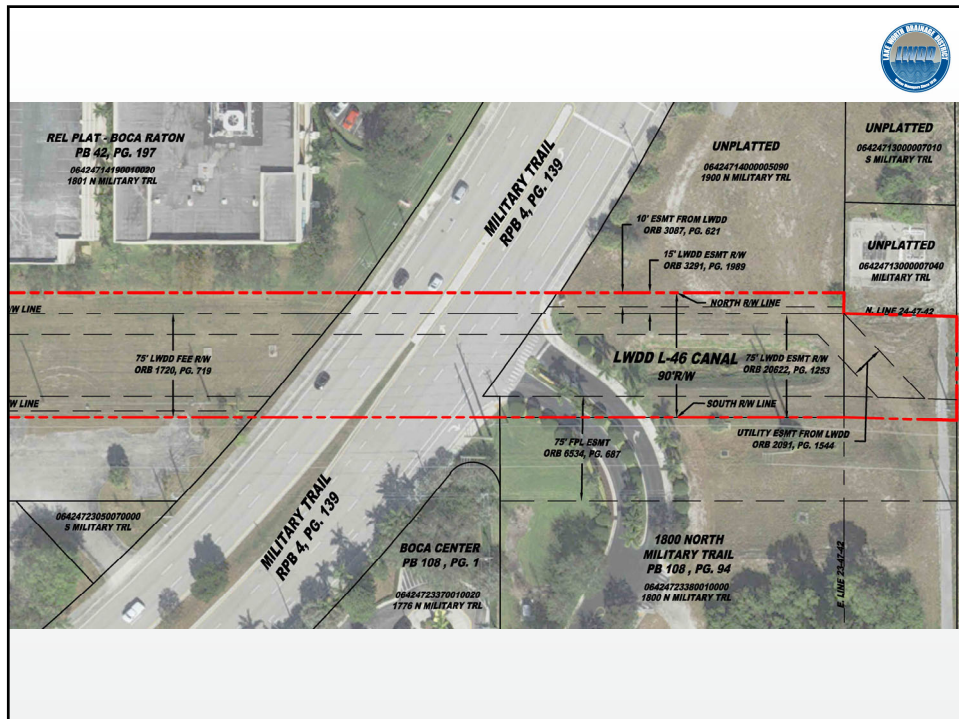 LAKE WORTH DRAINAGE DISTRICT
LWDD
REL PLAT - BOCA RATON
PB 42, PG. 197
06424714190010020
1801 N MILITARY TRL
MILITARY TRAIL
RPB 4, PG. 139
UNPLATTED
06424714000005090
1900 N MILITARY TRL
UNPLATTED
06424713000007010
S MILITARY TRL
10' ESMT FROM LWDD
ORB 3087, PG. 621
15' LWDD ESMT R/W
ORB 3291, PG. 1989
UNPLATTED
06424713000007040
MILITARY TRL
R/W LINE
NORTH R/W LINE
N. LINE 24-47-42
75' LWDD FEE R/W
ORB 1720, PG. 719
LWDD L-46 CANAL
90'R/W
75' LWDD ESMT R/W
ORB 20622, PG. 1253
R/W LINE
SOUTH R/W LINE
75' FPL ESMT
ORB 6534, PG. 687
UTILITY ESMT FROM LWDD
ORB 2091, PG. 1544
MILITARY TRAIL
RPB 4, PG. 139
06424723050070000
S MILITARY TRL
BOCA CENTER
PB 108, PG. 1
06424723370010020
1776 N MILITARY TRL
1800 NORTH
MILITARY TRAIL
PB 108 , PG. 94
06424723380010000
1800 N MILITARY TRL
E. LINE 23-47-42